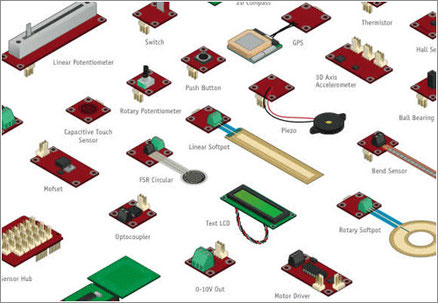 2D Compass
Switch
Thermistor
GPS
Hall Se
Linear Potentiometer
Push Button
3D Axis
Accelerometer
Rotary Potentiometer
Ball Bearing
Capacitive Touch
Sensor
Piezo
Linear Softpot
Mofset
FSR Circular
Bend Sensor
Text LCD
Optocoupler
Rotary Softpot
Sensor Hub
0-10V Out
Motor Driver